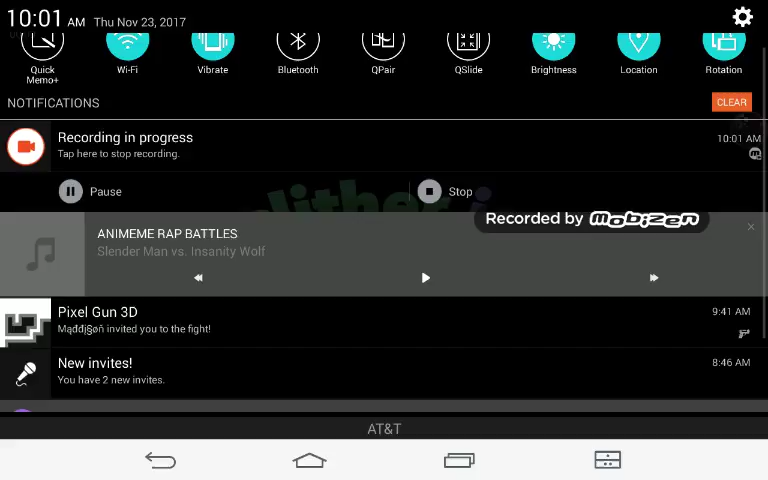 10:01 AM Thu Nov 23, 2017
Quick Memo+
Wi-Fi
Vibrate
Bluetooth
QPair
QSlide
Brightness
Location
Rotation
NOTIFICATIONS
CLEAR
Recording in progress
10:01 AM
Tap here to stop recording.
Pause
Stop
slither.i
Recorded by Mobizen
ANIMEME RAP BATTLES
Slender Man vs. Insanity Wolf
Pixel Gun 3D
9:41 AM
Mąđđį§øñ invited you to the fight!
New invites!
8:46 AM
You have 2 new invites.
AT&T